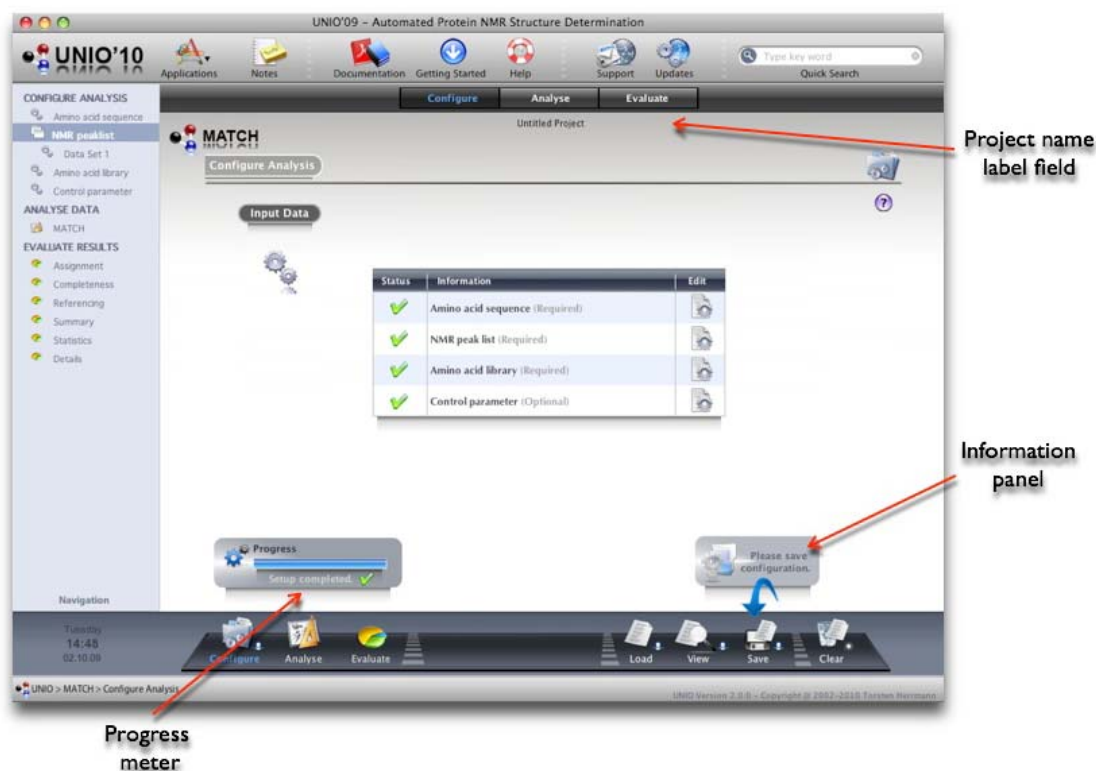 UNIO'09 - Automated Protein NMR Structure Determination
UNIO'10
Applications
Notes
Documentation
Getting Started
Help
Support
Updates
Type key word
Quick Search
Configure
Analyse
Evaluate
CONFIGURE ANALYSIS
Amino acid sequence
NMR peaklist
Data Set 1
Amino acid library
Control parameter
ANALYSE DATA
MATCH
EVALUATE RESULTS
Assignment
Completeness
Referencing
Summary
Statistics
Details
Navigation
Untitled Project
MATCH
Configure Analysis
Input Data
Status Information Edit
Amino acid sequence (Required)
NMR peak list (Required)
Amino acid library (Required)
Control parameter (Optional)
Progress
Setup completed.
Please save
configuration.
Tuesday
14:48
02.10.09
Configure
Analyse
Evaluate
Load
View
Save
Clear
UNIO > MATCH > Configure Analysis
UNIO Version 2.0.0 - Copyright @ 2002-2010 Torsten Herrmann
Project name
label field
Information
panel
Progress
meter